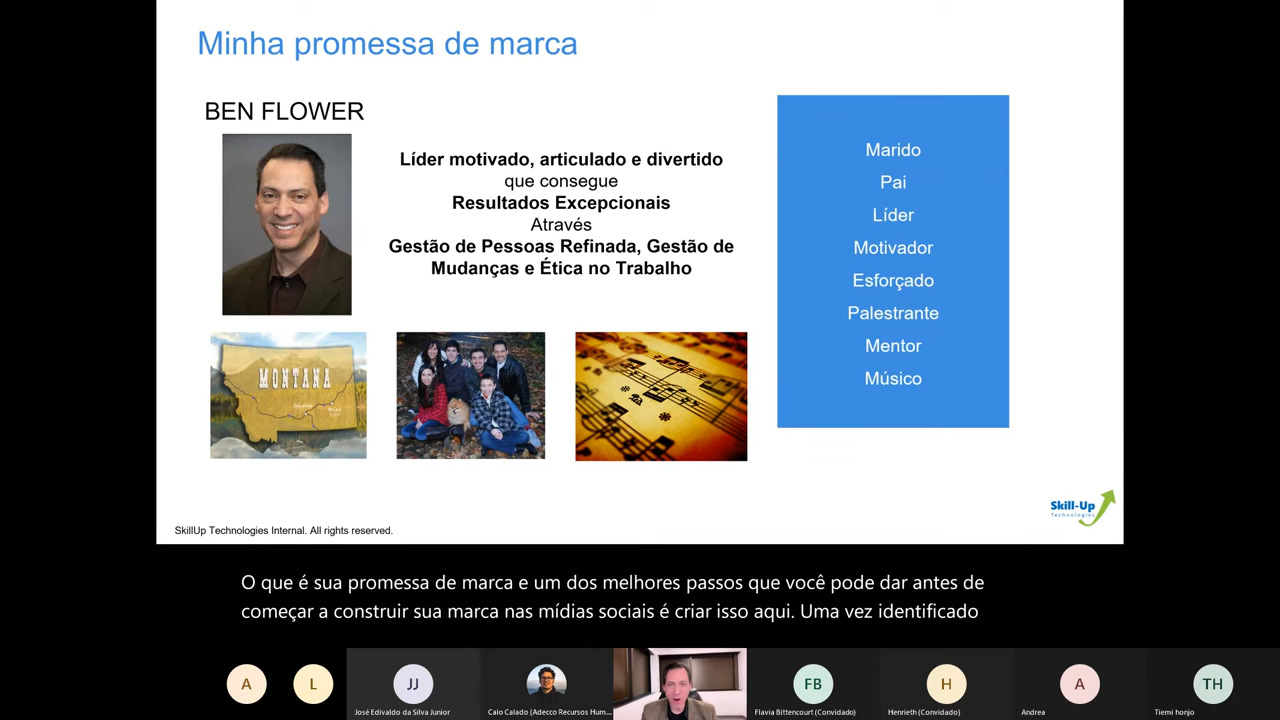 Minha promessa de marca
BEN FLOWER
Líder motivado, articulado e divertido
que consegue
Resultados Excepcionais
Através
Gestão de Pessoas Refinada, Gestão de
Mudanças e Ética no Trabalho
Marido
Pai
Líder
Motivador
Esforçado
Palestrante
Mentor
Músico
MONTANA
Skill-Up
Technologies
SkillUp Technologies Internal. All rights reserved.
O que é sua promessa de marca e um dos melhores passos que você pode dar antes de
começar a construir sua marca nas mídias sociais é criar isso aqui. Uma vez identificado
A
L
JJ
FB
H
A
TH
José Edivaldo da Silva Junior
Caio Calado (Adecco Recursos Hum...
Flavia Bittencourt (Convidado)
Henrieth (Convidado)
Andrea
Tiemi honjo